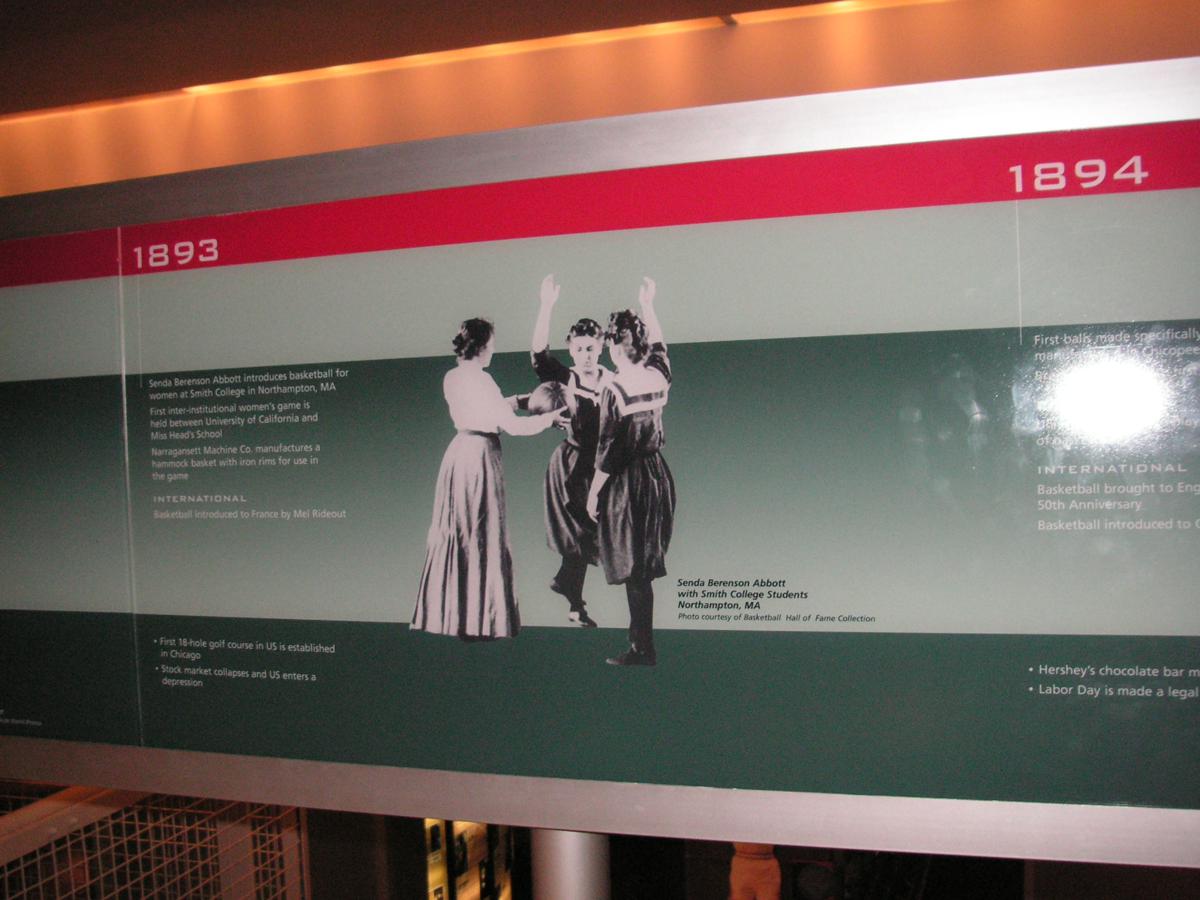 1893
Senda Berenson Abbott introduces basketball for
women at Smith College in Northampton, MA
First inter-institutional women's game is
held between University of California and
Miss Head's School
Narragansett Machine Co. manufactures a
hammock basket with iron rims for use in
the game
INTERNATIONAL
Basketball introduced to France by Mel Rideout
• First 18-hole golf course in US is established
in Chicago
• Stock market collapses and US enters a
depression
Senda Berenson Abbott
with Smith College Students
Northampton, MA
Photo courtesy of Basketball Hall of Fame Collection
1894
First balls made specifically
Chicopee
INTERNATIONAL
Basketball brought to Eng
50th Anniversary
Basketball introduced to C
• Hershey's chocolate bar m
• Labor Day is made a legal